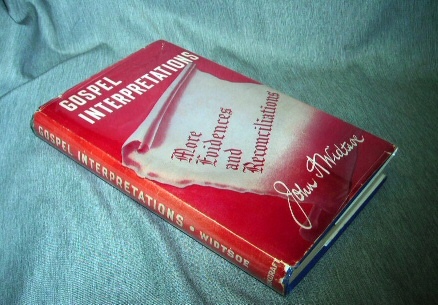 GOSPEL
INTERPRETATIONS
More
Evidences
and
Reconciliations
John A Widtsoe
GOSPEL INTERPRETATIONS • WIDTSOE